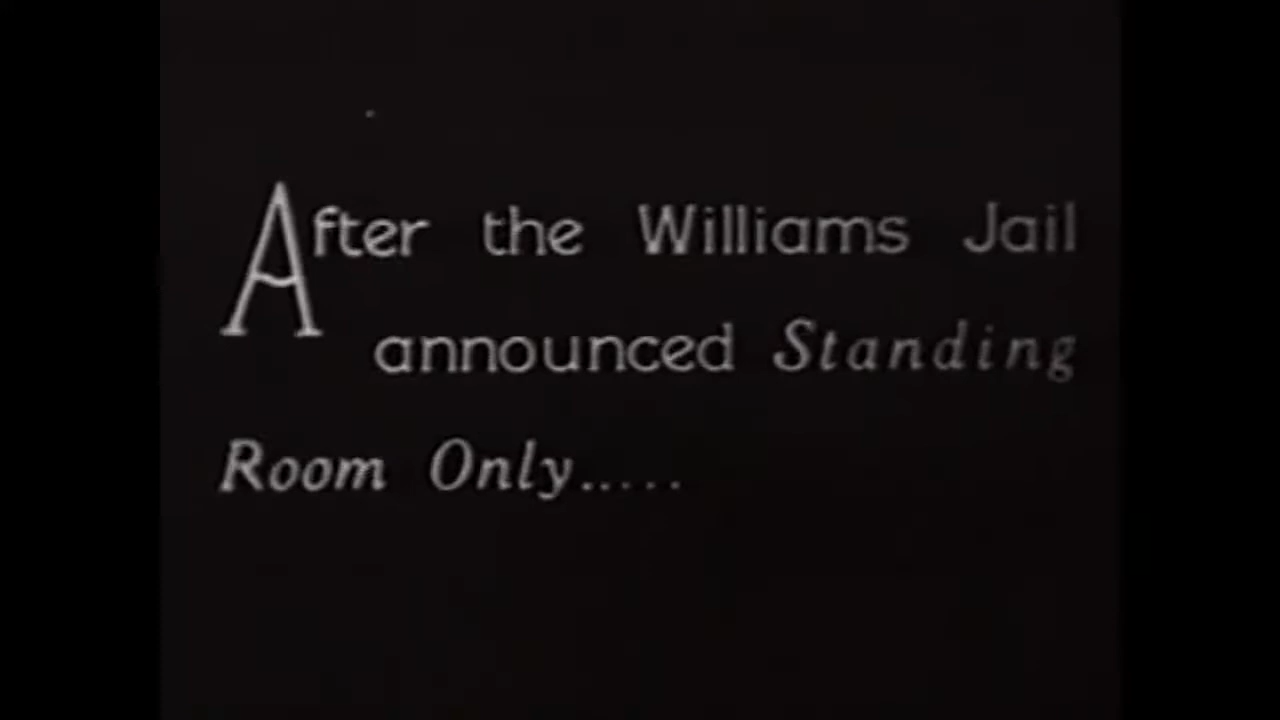 After the Williams Jail
announced Standing
Room Only.....